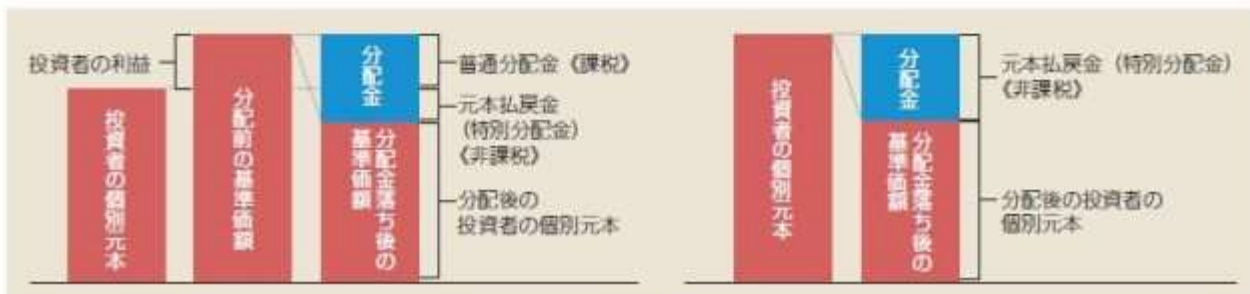 投資者の利益
投資者の個別元本
分配前の基準価額
分配金
分配金落ち後の
基準価額
普通分配金《課税》
元本払戻金
(特別分配金)
《非課税》
分配後の
投資者の個別元本
投資者の個別元本
分配金
分配金落ち後の
基準価額
元本払戻金（特別分配金）
《非課税》
分配後の投資者の
個別元本